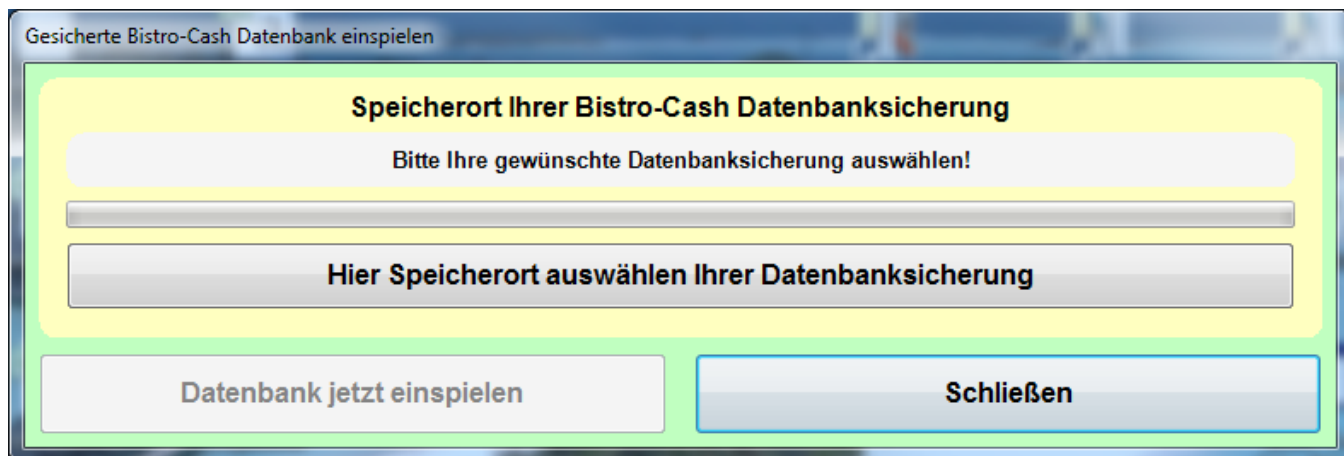 Gesicherte Bistro-Cash Datenbank einspielen
Speicherort Ihrer Bistro-Cash Datenbanksicherung
Bitte Ihre gewünschte Datenbanksicherung auswählen!
Hier Speicherort auswählen Ihrer Datenbanksicherung
Datenbank jetzt einspielen
Schließen